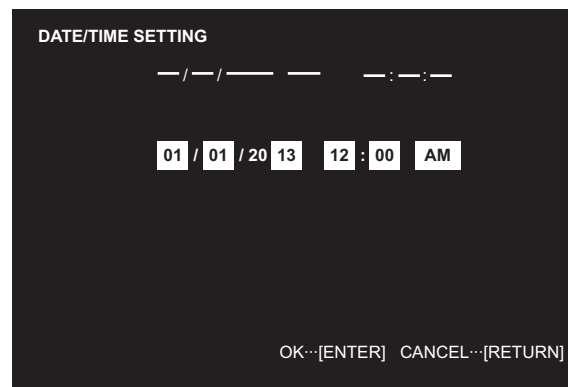 DATE/TIME SETTING
—/—/—— —— —:—:—
01 / 01 / 20 13 12 : 00 AM
OK···[ENTER] CANCEL···[RETURN]